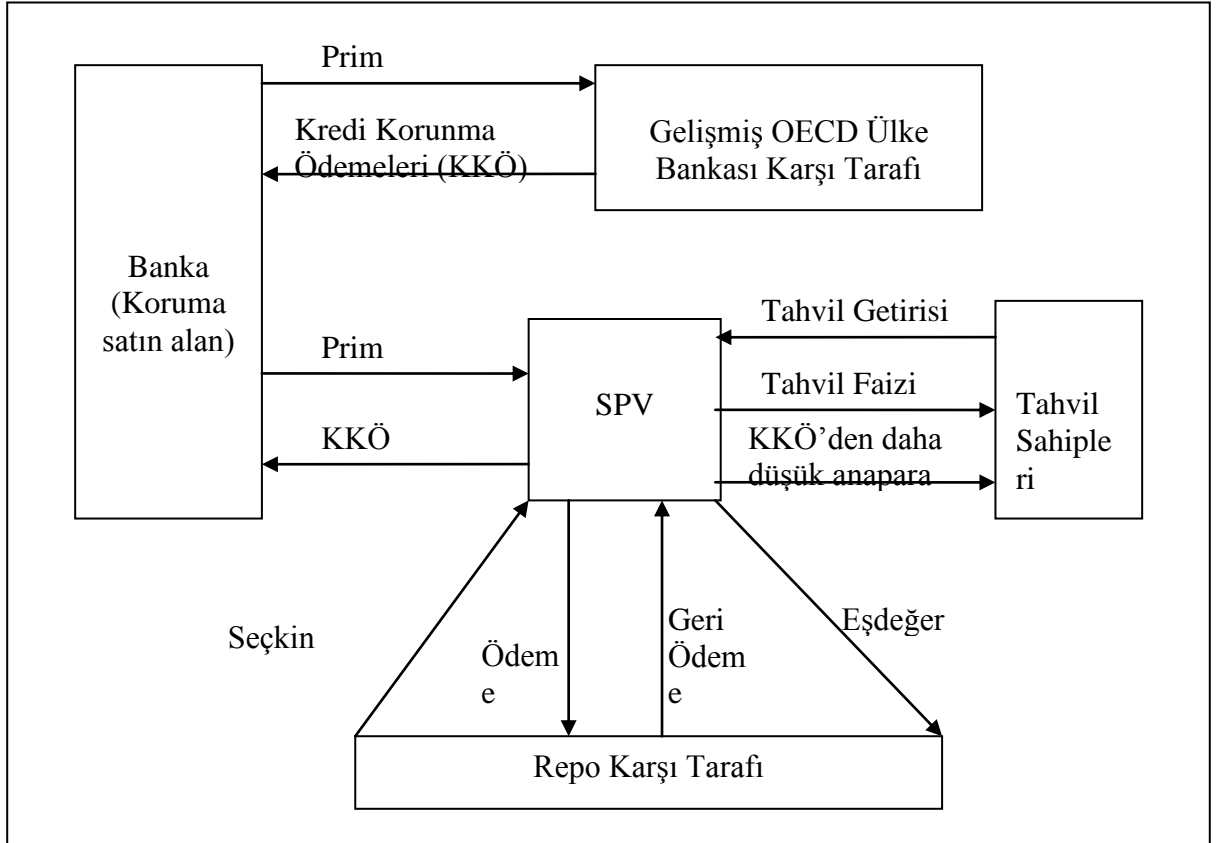 Prim
Kredi Korunma
Ödemeleri (KKÖ)
Gelişmiş OECD Ülke
Bankası Karşı Tarafı
Banka
(Koruma
satın alan)
Prim
KKÖ
SPV
Tahvil Getirisi
Tahvil Faizi
KKÖ’den daha
düşük anapara
Tahvil
Sahiple
ri
Seçkin
Ödem
e
Geri
Ödem
e
Eşdeğer
Repo Karşı Tarafı